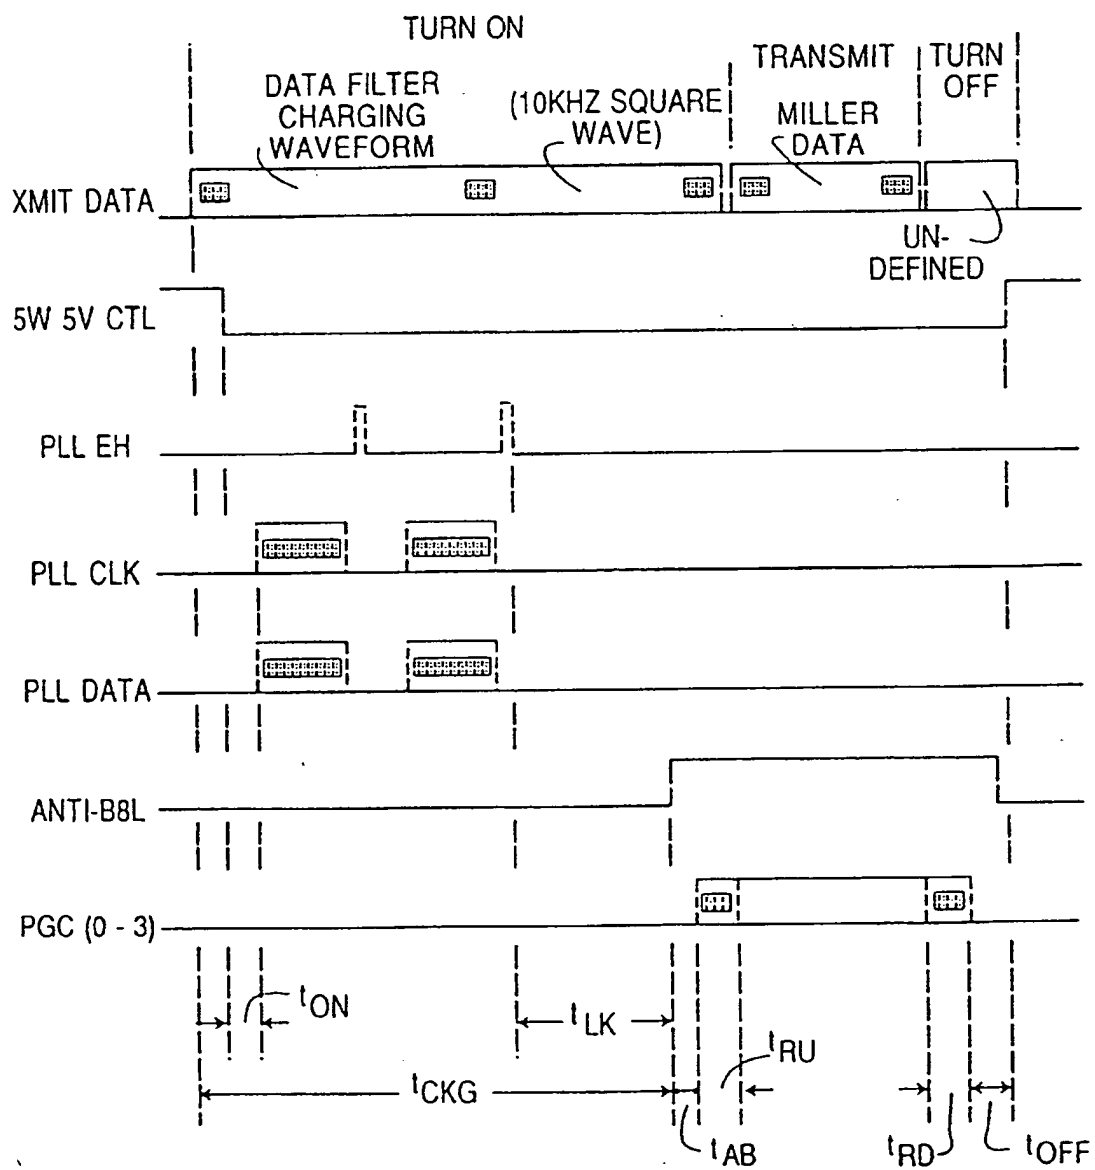 TURN ON
TRANSMIT
TURN
OFF
DATA FILTER
CHARGING
WAVEFORM
(10KHZ SQUARE
WAVE)
MILLER
DATA
XMIT DATA
UN-
DEFINED
5W 5V CTL
PLL EH
PLL CLK
PLL DATA
ANTI-B8L
PGC (0 - 3)
tON
tLK
tRU
tCKG
tAB
tRD
tOFF